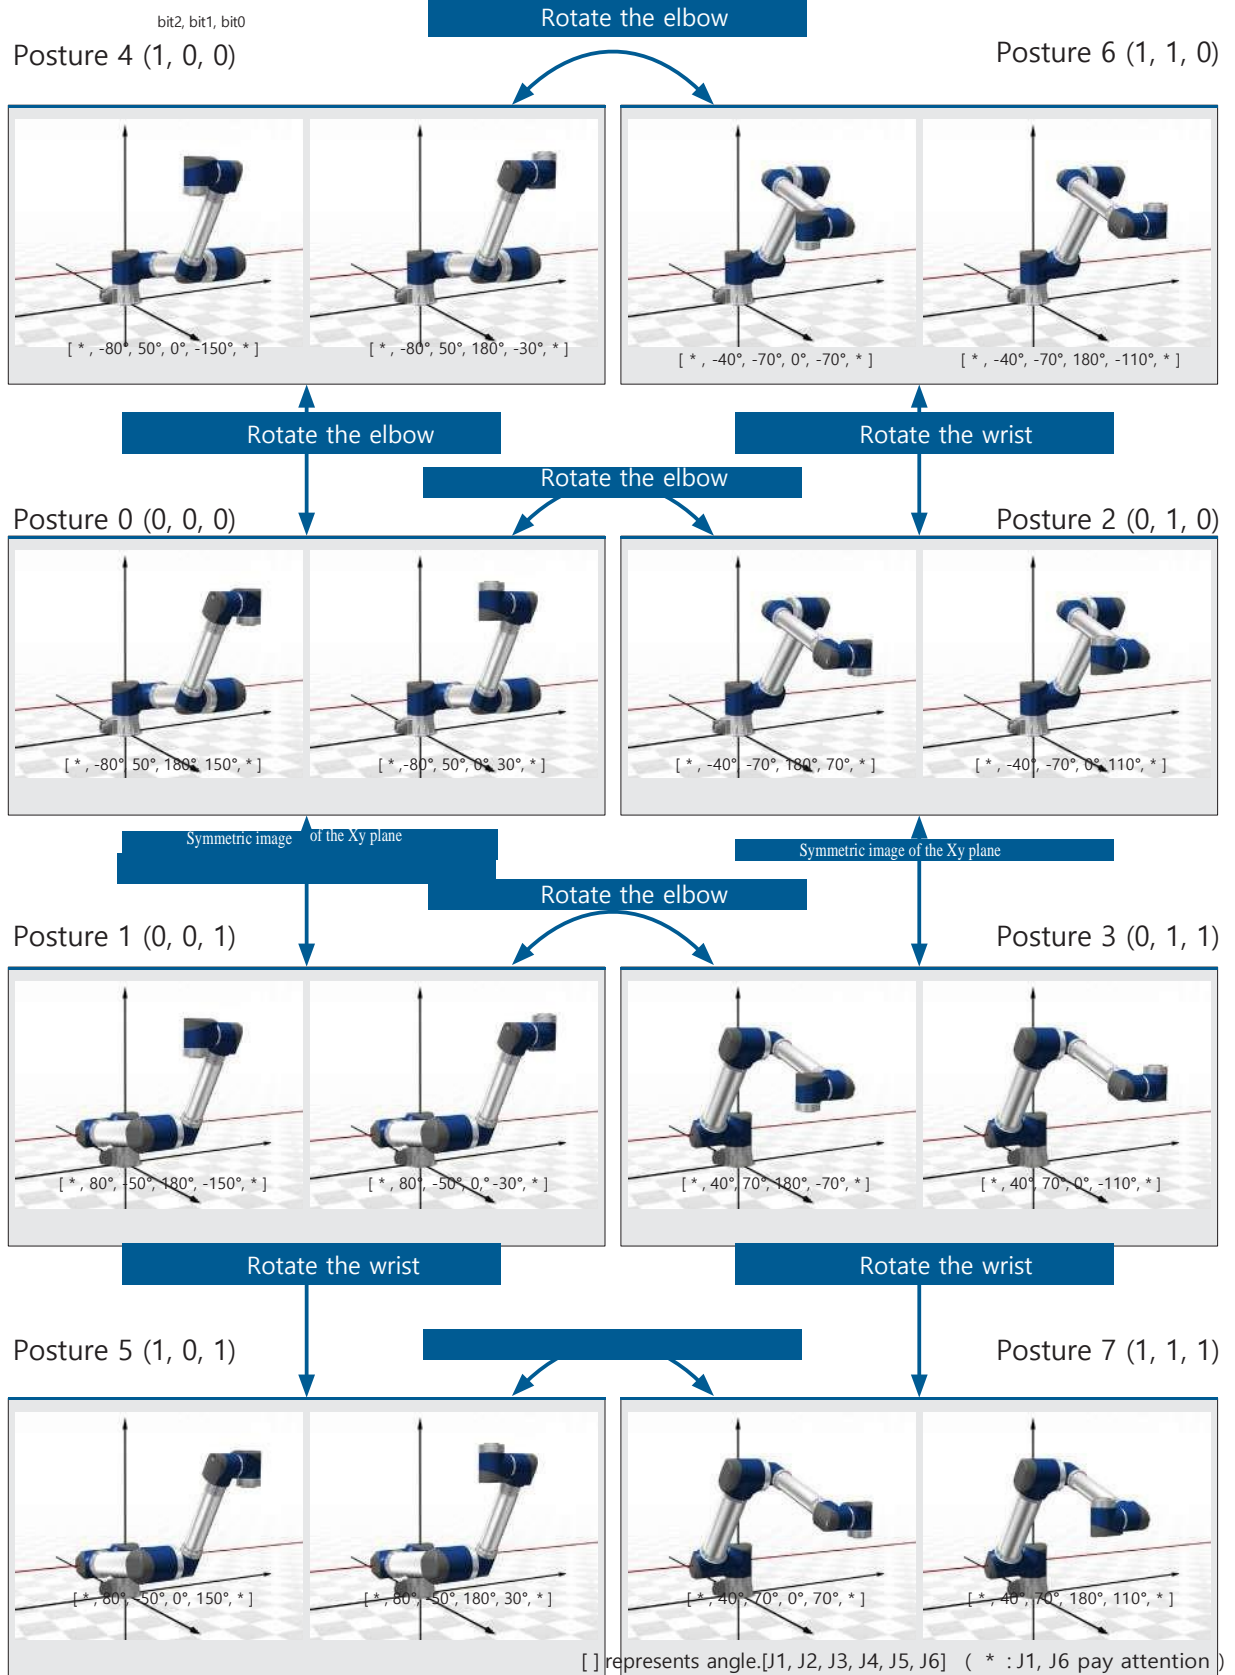 Rotate the elbow
bit2, bit1, bit0
Posture 4 (1, 0, 0)
Posture 6 (1, 1, 0)
[ * , -80°, 50°, 0°, -150°, * ]
[ * , -80°, 50°, 180°, -30°, * ]
[ * , -40°, -70°, 0°, -70°, * ]
[ * , -40°, -70°, 180°, -110°, * ]
Rotate the elbow
Rotate the wrist
Rotate the elbow
Posture 0 (0, 0, 0)
Posture 2 (0, 1, 0)
[ * , -80°, 50°, 180°, 150°, * ]
[ * ,-80°, 50°, 0°, 30°, * ]
[ * , -40°, -70°, 180°, 70°, * ]
[ * , -40°, -70°, 0°, 110°, * ]
Symmetric image of the Xy plane
Symmetric image of the Xy plane
Rotate the elbow
Posture 1 (0, 0, 1)
Posture 3 (0, 1, 1)
[ * , 80°, -50°, 180°, -150°, * ]
[ * , 80°, -50°, 0,° -30°, * ]
[ * , 40°, 70°, 180°, -70°, * ]
[ * , 40°, 70°, 0°, -110°, * ]
Rotate the wrist
Rotate the wrist
Posture 5 (1, 0, 1)
Posture 7 (1, 1, 1)
[ * , 80°, -50°, 0°, 150°, * ]
[ * , 80°, -50°, 180°, 30°, * ]
[ * , 40°, 70°, 0°, 70°, * ]
[ * , 40°, 70°, 180°, 110°, * ]
[ ] represents angle.[J1, J2, J3, J4, J5, J6] ( * : J1, J6 pay attention )